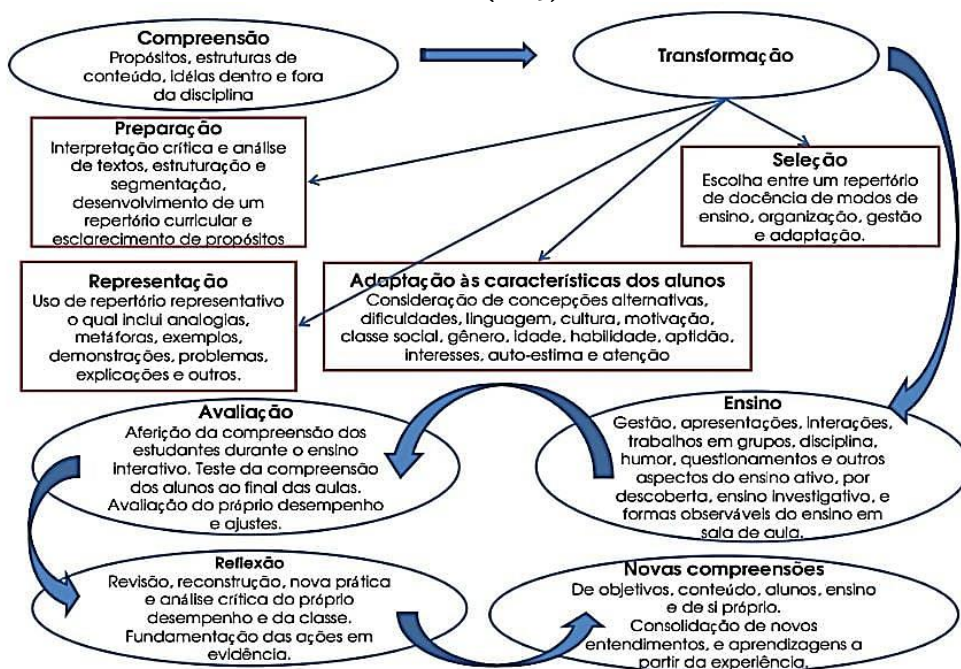 Compreensão
Propósitos, estruturas de
conteúdo, idéias dentro e fora
da disciplina
Transformação
Preparação
Interpretação crítica e análise
de textos, estruturação e
segmentação,
desenvolvimento de um
repertório curricular e
esclarecimento de propósitos
Seleção
Escolha entre um repertório
de docência de modos de
ensino, organização, gestão
e adaptação.
Representação
Uso de repertório representativo
o qual inclui analogias,
metáforas, exemplos,
demonstrações, problemas,
explicações e outros.
Adaptação às características dos alunos
Consideração de concepções alternativas,
dificuldades, linguagem, cultura, motivação,
classe social, gênero, idade, habilidade, aptidão,
interesses, auto-estima e atenção
Ensino
Gestão, apresentações, interações,
trabalhos em grupos, disciplina,
humor, questionamentos e outros
aspectos do ensino ativo, por
descoberta, ensino investigativo, e
formas observáveis do ensino em
sala de aula.
Avaliação
Aferição da compreensão dos
estudantes durante o ensino
interativo. Teste da compreensão
dos alunos ao final das aulas.
Avaliação do próprio desempenho
e ajustes.
Reflexão
Revisão, reconstrução, nova prática
e análise crítica do próprio
desempenho e da classe.
Fundamentação das ações em
evidência.
Novas compreensões
De objetivos, conteúdo, alunos, ensino
e de si próprio.
Consolidação de novos
entendimentos, e aprendizagens a
partir da experiência.